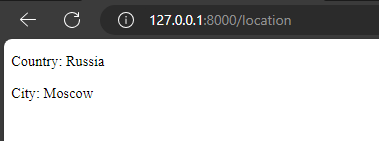 127.0.0.1:8000/location
Country: Russia
City: Moscow